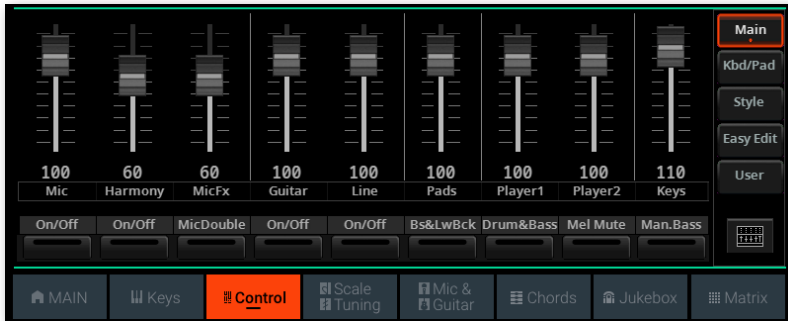 Main
Kbd/Pad
Style
Easy Edit
User
100 60 60 100 100 100 100 100 110
Mic Harmony MicFx Guitar Line Pads Player1 Player2 Keys
On/Off On/Off MicDouble On/Off On/Off Bs&LwBck Drum&Bass Mel Mute Man.Bass
MAIN Keys Control Scale Tuning Mic & Guitar Chords Jukebox Matrix